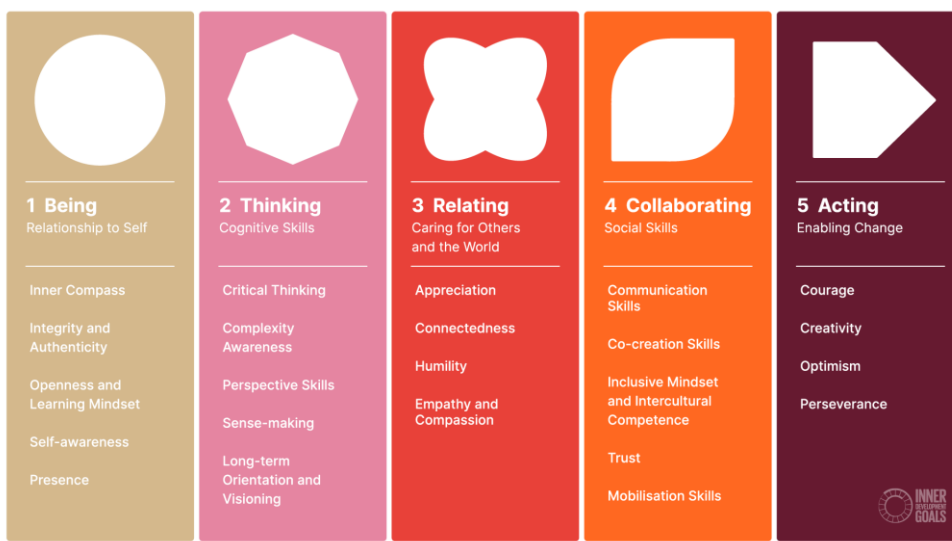 1 Being
Relationship to Self
Inner Compass
Integrity and
Authenticity
Openness and
Learning Mindset
Self-awareness
Presence
2 Thinking
Cognitive Skills
Critical Thinking
Complexity
Awareness
Perspective Skills
Sense-making
Long-term
Orientation and
Visioning
3 Relating
Caring for Others
and the World
Appreciation
Connectedness
Humility
Empathy and
Compassion
4 Collaborating
Social Skills
Communication
Skills
Co-creation Skills
Inclusive Mindset
and Intercultural
Competence
Trust
Mobilisation Skills
5 Acting
Enabling Change
Courage
Creativity
Optimism
Perseverance
INNER
DEVELOPMENT
GOALS